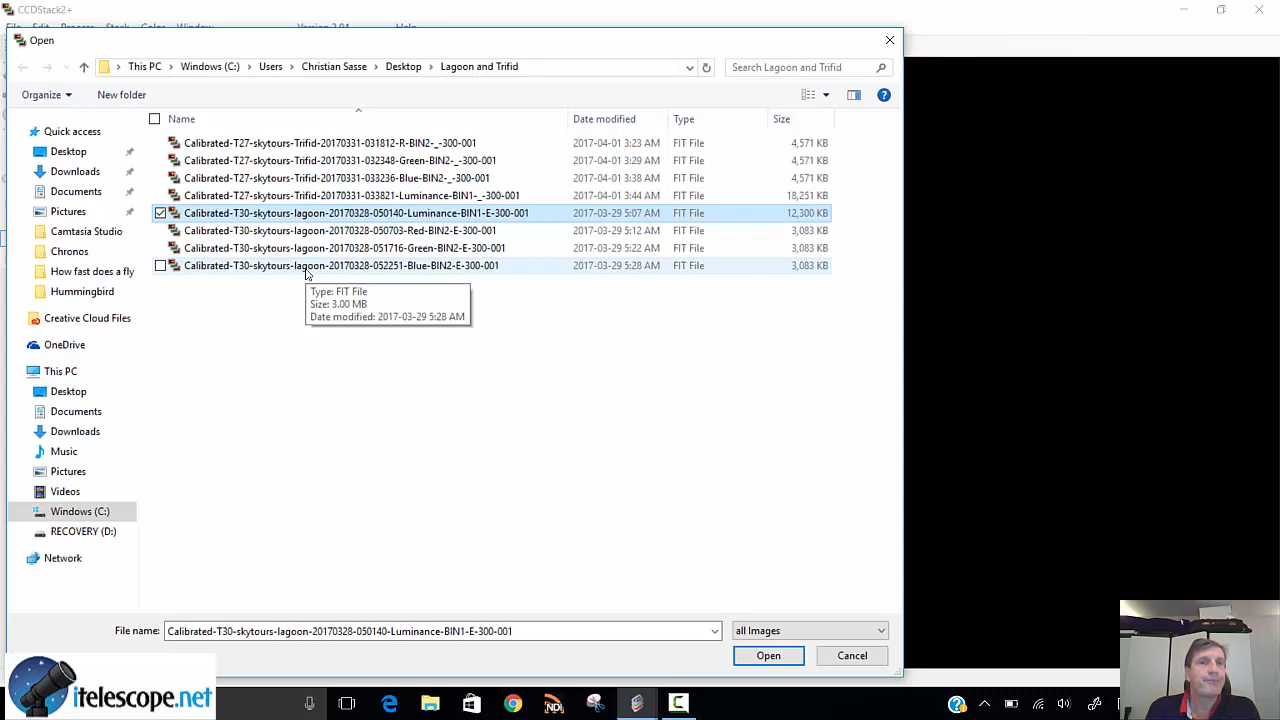 CCDStack2+
File Edit Process Stack Color Window Version 2.94 Help
Open
This PC > Windows (C:) > Users > Christian Sasse > Desktop > Lagoon and Trifid
Search Lagoon and Trifid
Organize
New folder
Name
Date modified
Type
Size
Quick access
Desktop
Downloads
Documents
Pictures
Camtasia Studio
Chronos
How fast does a fly
Hummingbird
Creative Cloud Files
OneDrive
This PC
Desktop
Documents
Downloads
Music
Pictures
Videos
Windows (C:)
RECOVERY (D:)
Network
Calibrated-T27-skytours-Trifid-20170331-031812-R-BIN2-_-300-001 2017-04-01 3:23 AM FIT File 4,571 KB
Calibrated-T27-skytours-Trifid-20170331-032348-Green-BIN2-_-300-001 2017-04-01 3:29 AM FIT File 4,571 KB
Calibrated-T27-skytours-Trifid-20170331-033236-Blue-BIN2-_-300-001 2017-04-01 3:38 AM FIT File 4,571 KB
Calibrated-T27-skytours-Trifid-20170331-033821-Luminance-BIN1-_-300-001 2017-04-01 3:44 AM FIT File 18,251 KB
Calibrated-T30-skytours-lagoon-20170328-050140-Luminance-BIN1-E-300-001 2017-03-29 5:07 AM FIT File 12,300 KB
Calibrated-T30-skytours-lagoon-20170328-050703-Red-BIN2-E-300-001 2017-03-29 5:12 AM FIT File 3,083 KB
Calibrated-T30-skytours-lagoon-20170328-051716-Green-BIN2-E-300-001 2017-03-29 5:22 AM FIT File 3,083 KB
Calibrated-T30-skytours-lagoon-20170328-052251-Blue-BIN2-E-300-001 2017-03-29 5:28 AM FIT File 3,083 KB
Type: FIT File
Size: 3.00 MB
Date modified: 2017-03-29 5:28 AM
File name: Calibrated-T30-skytours-lagoon-20170328-050140-Luminance-BIN1-E-300-001
all Images
Open
Cancel
itelescope.net